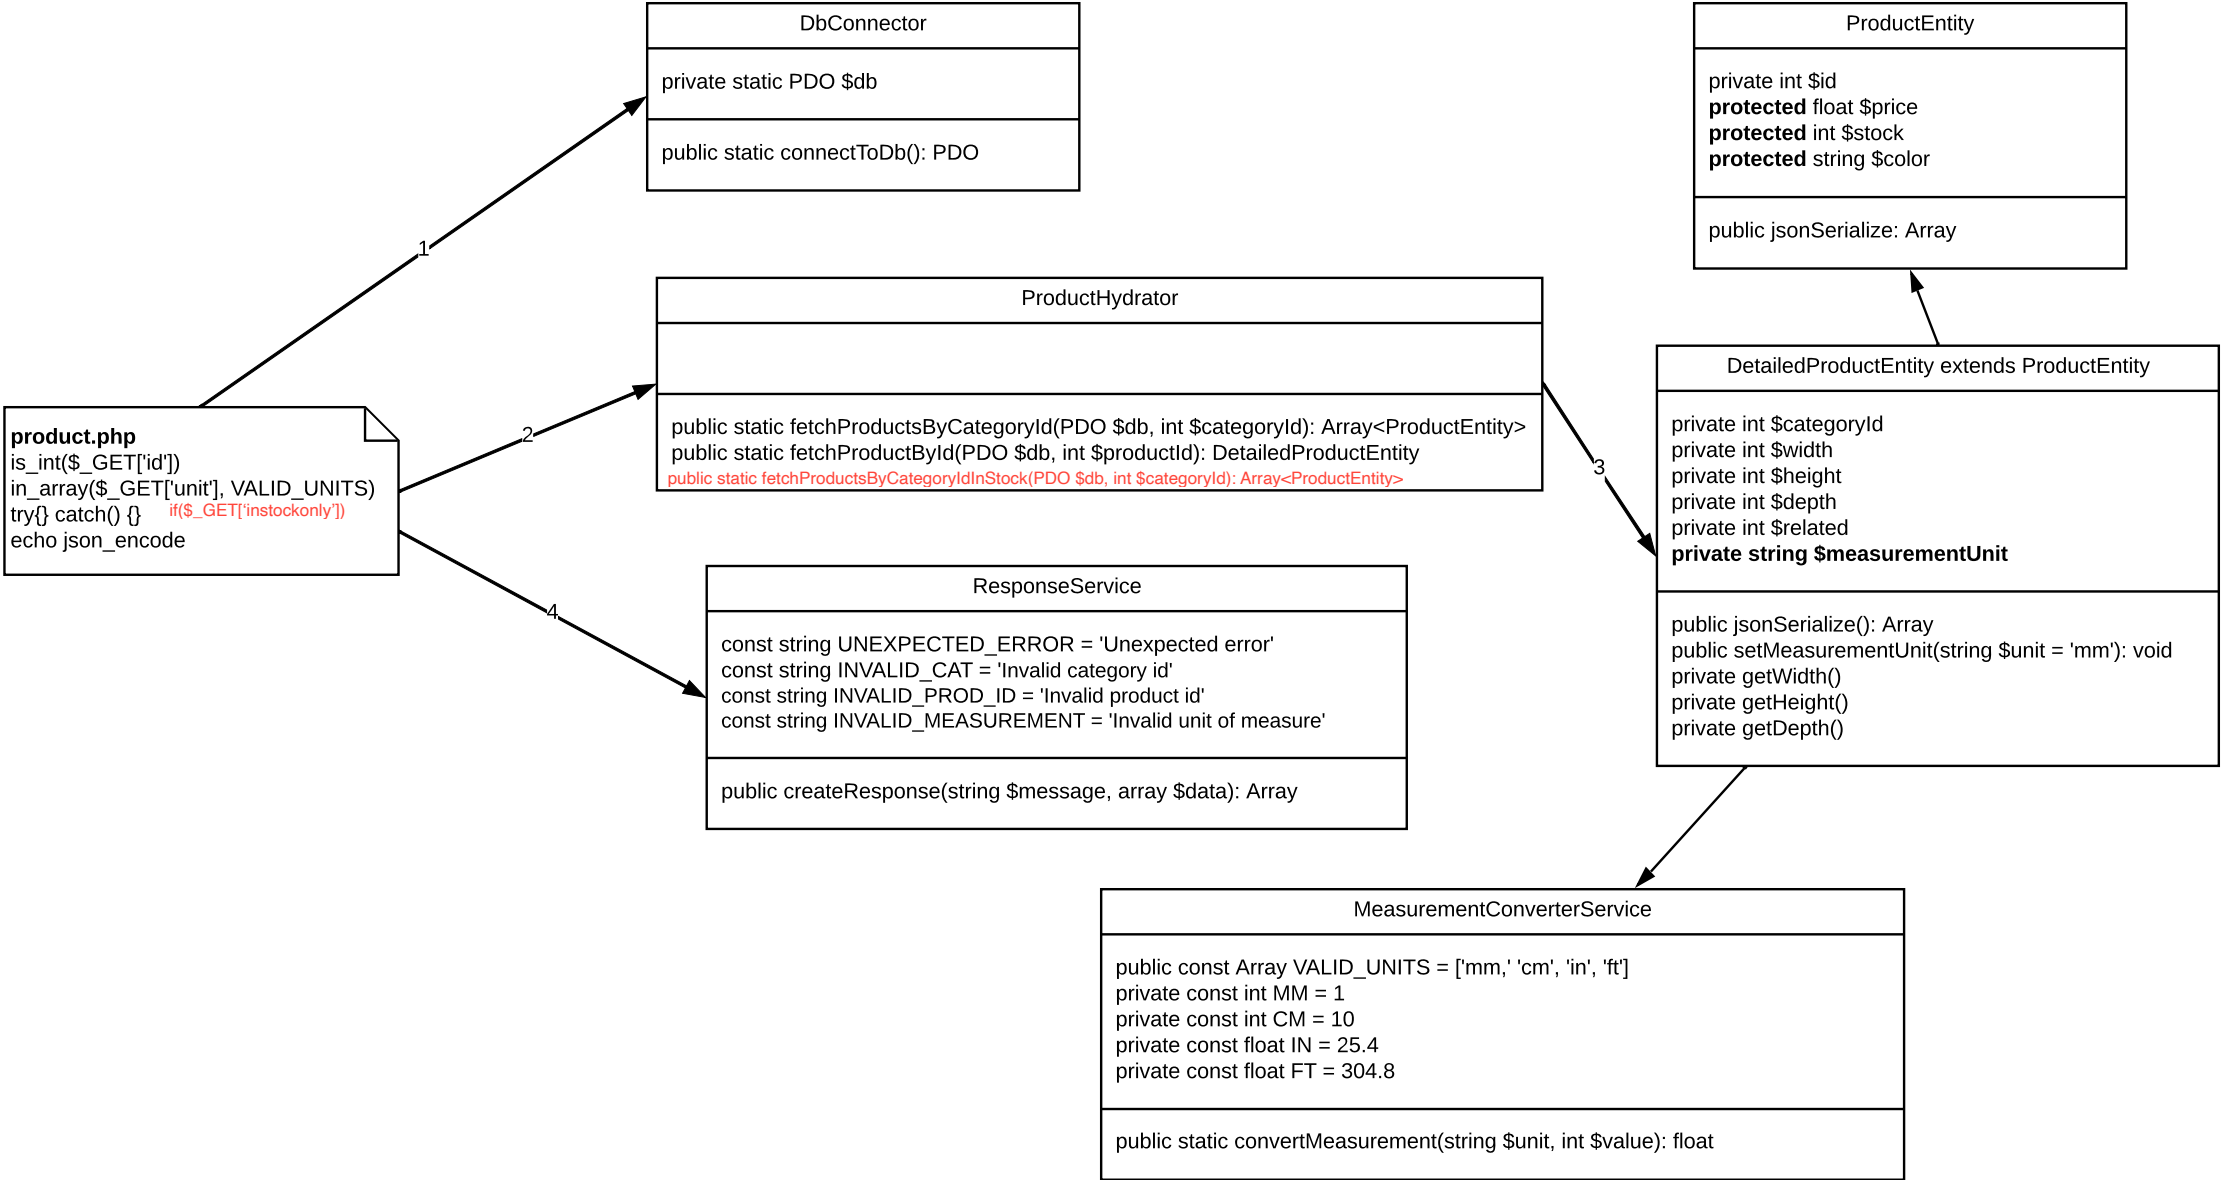 DbConnector
private static PDO $db
public static connectToDb(): PDO
ProductEntity
private int $id
protected float $price
protected int $stock
protected string $color
public jsonSerialize: Array
1
ProductHydrator
public static fetchProductsByCategoryId(PDO $db, int $categoryId): Array<ProductEntity>
public static fetchProductById(PDO $db, int $productId): DetailedProductEntity
public static fetchProductsByCategoryIdInStock(PDO $db, int $categoryId): Array<ProductEntity>
2
3
product.php
is_int($_GET['id'])
in_array($_GET['unit'], VALID_UNITS)
try{} catch() {} if($_GET[‘instockonly’])
echo json_encode
4
DetailedProductEntity extends ProductEntity
private int $categoryId
private int $width
private int $height
private int $depth
private int $related
private string $measurementUnit
public jsonSerialize(): Array
public setMeasurementUnit(string $unit = 'mm'): void
private getWidth()
private getHeight()
private getDepth()
ResponseService
const string UNEXPECTED_ERROR = 'Unexpected error'
const string INVALID_CAT = 'Invalid category id'
const string INVALID_PROD_ID = 'Invalid product id'
const string INVALID_MEASUREMENT = 'Invalid unit of measure'
public createResponse(string $message, array $data): Array
MeasurementConverterService
public const Array VALID_UNITS = ['mm,' 'cm', 'in', 'ft']
private const int MM = 1
private const int CM = 10
private const float IN = 25.4
private const float FT = 304.8
public static convertMeasurement(string $unit, int $value): float